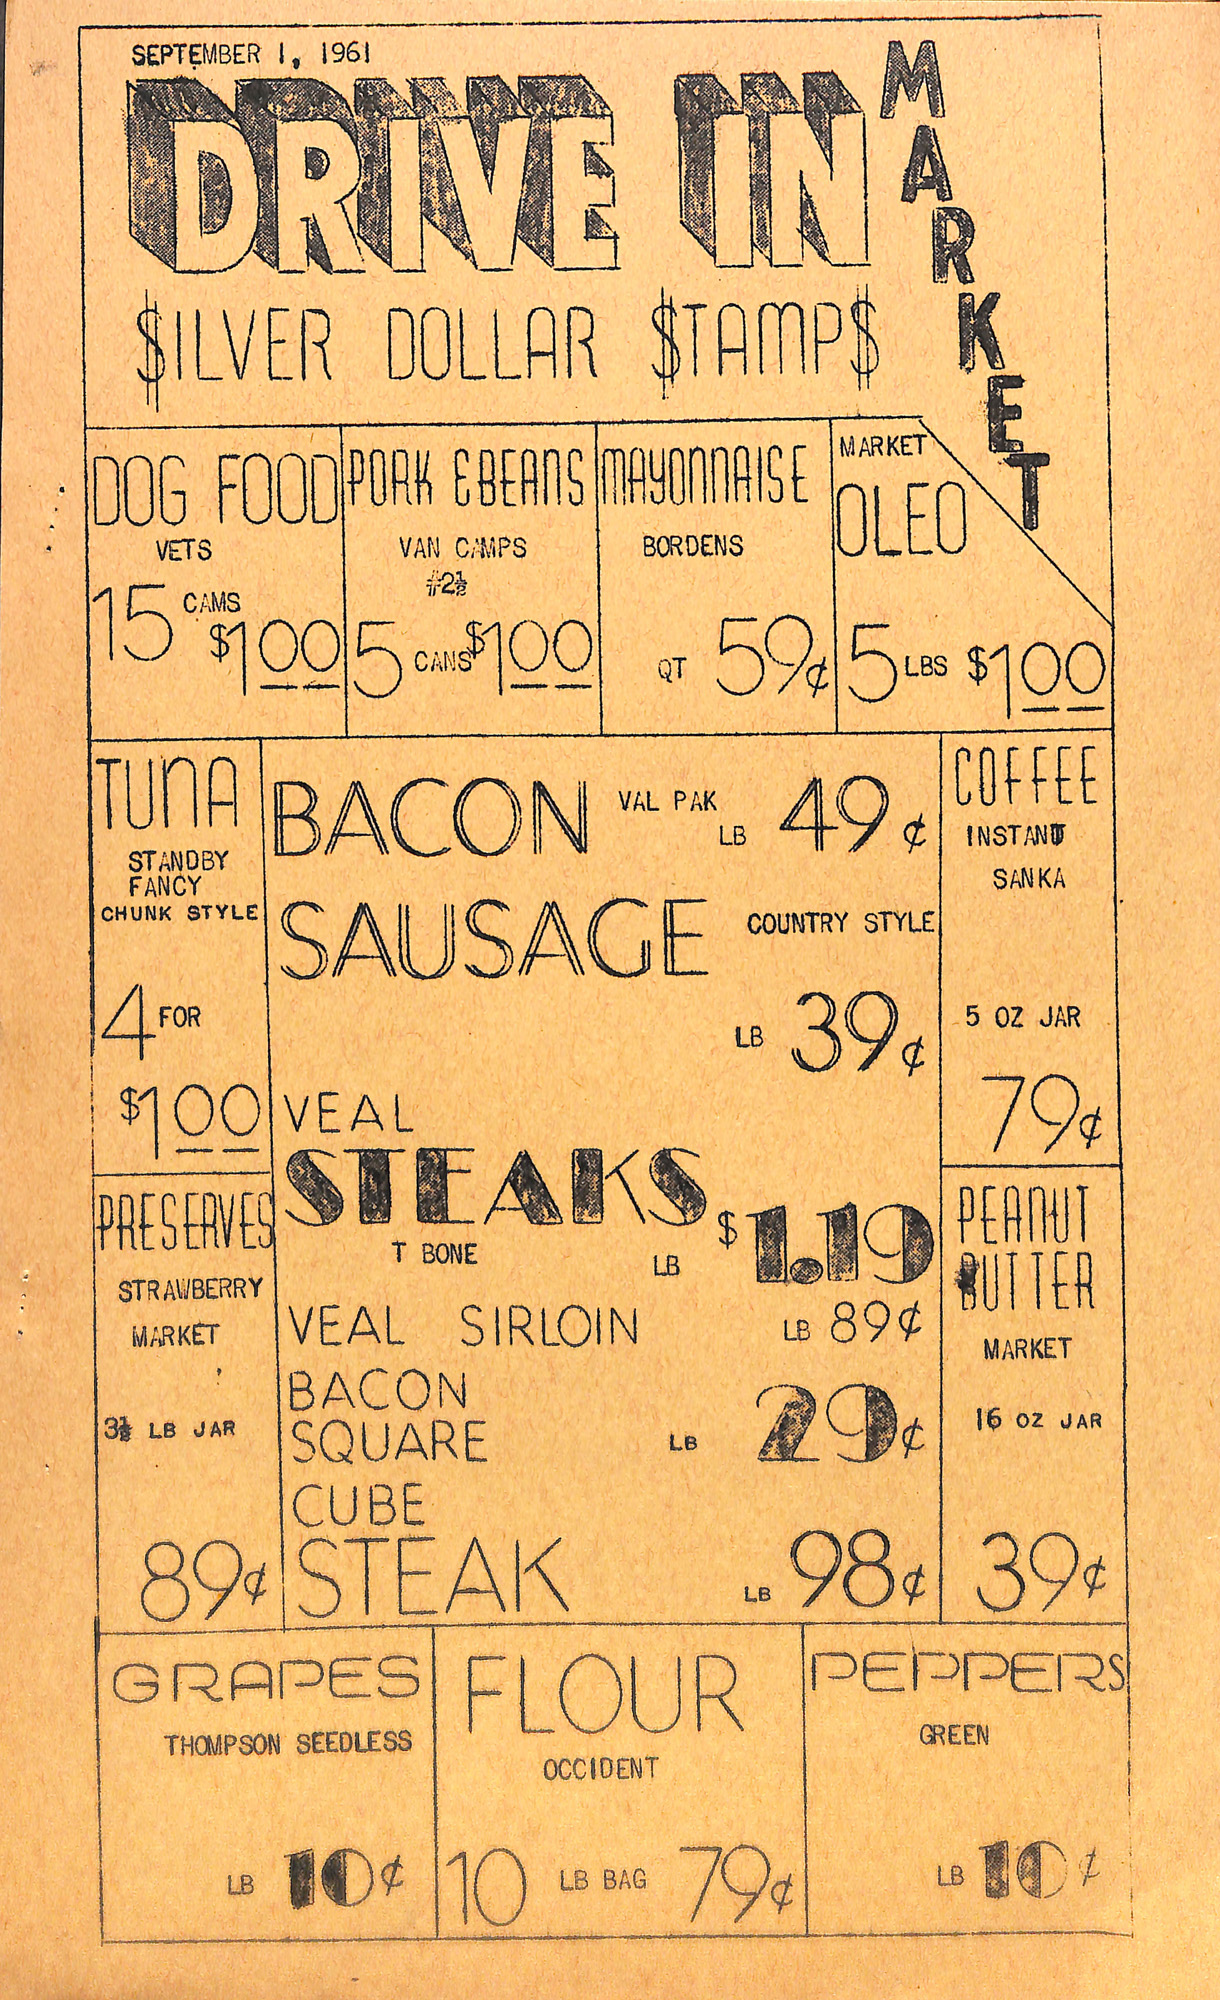 SEPTEMBER 1, 1961
DRIVE IN
MARKET
$ILVER DOLLAR $TAMP$
DOG FOOD
VETS
15 CAMS $1 00
PORK & BEANS
VAN CAMPS
#2½
5 CANS $1 00
MAYONNAISE
BORDENS
QT 59¢
MARKET
OLEO
5 LBS $1 00
TUNA
STANDBY
FANCY
CHUNK STYLE
4 FOR
$1 00
BACON VAL PAK LB 49¢
SAUSAGE COUNTRY STYLE
LB 39¢
VEAL
STEAKS
T BONE LB $1.19
VEAL SIRLOIN LB 89¢
BACON
SQUARE LB 29¢
CUBE
STEAK LB 98¢
COFFEE
INSTANT
SANKA
5 OZ JAR
79¢
PRESERVES
STRAWBERRY
MARKET
3½ LB JAR
89¢
PEANUT
BUTTER
MARKET
16 OZ JAR
39¢
GRAPES
THOMPSON SEEDLESS
LB 10¢
FLOUR
OCCIDENT
10 LB BAG 79¢
PEPPERS
GREEN
LB 10¢